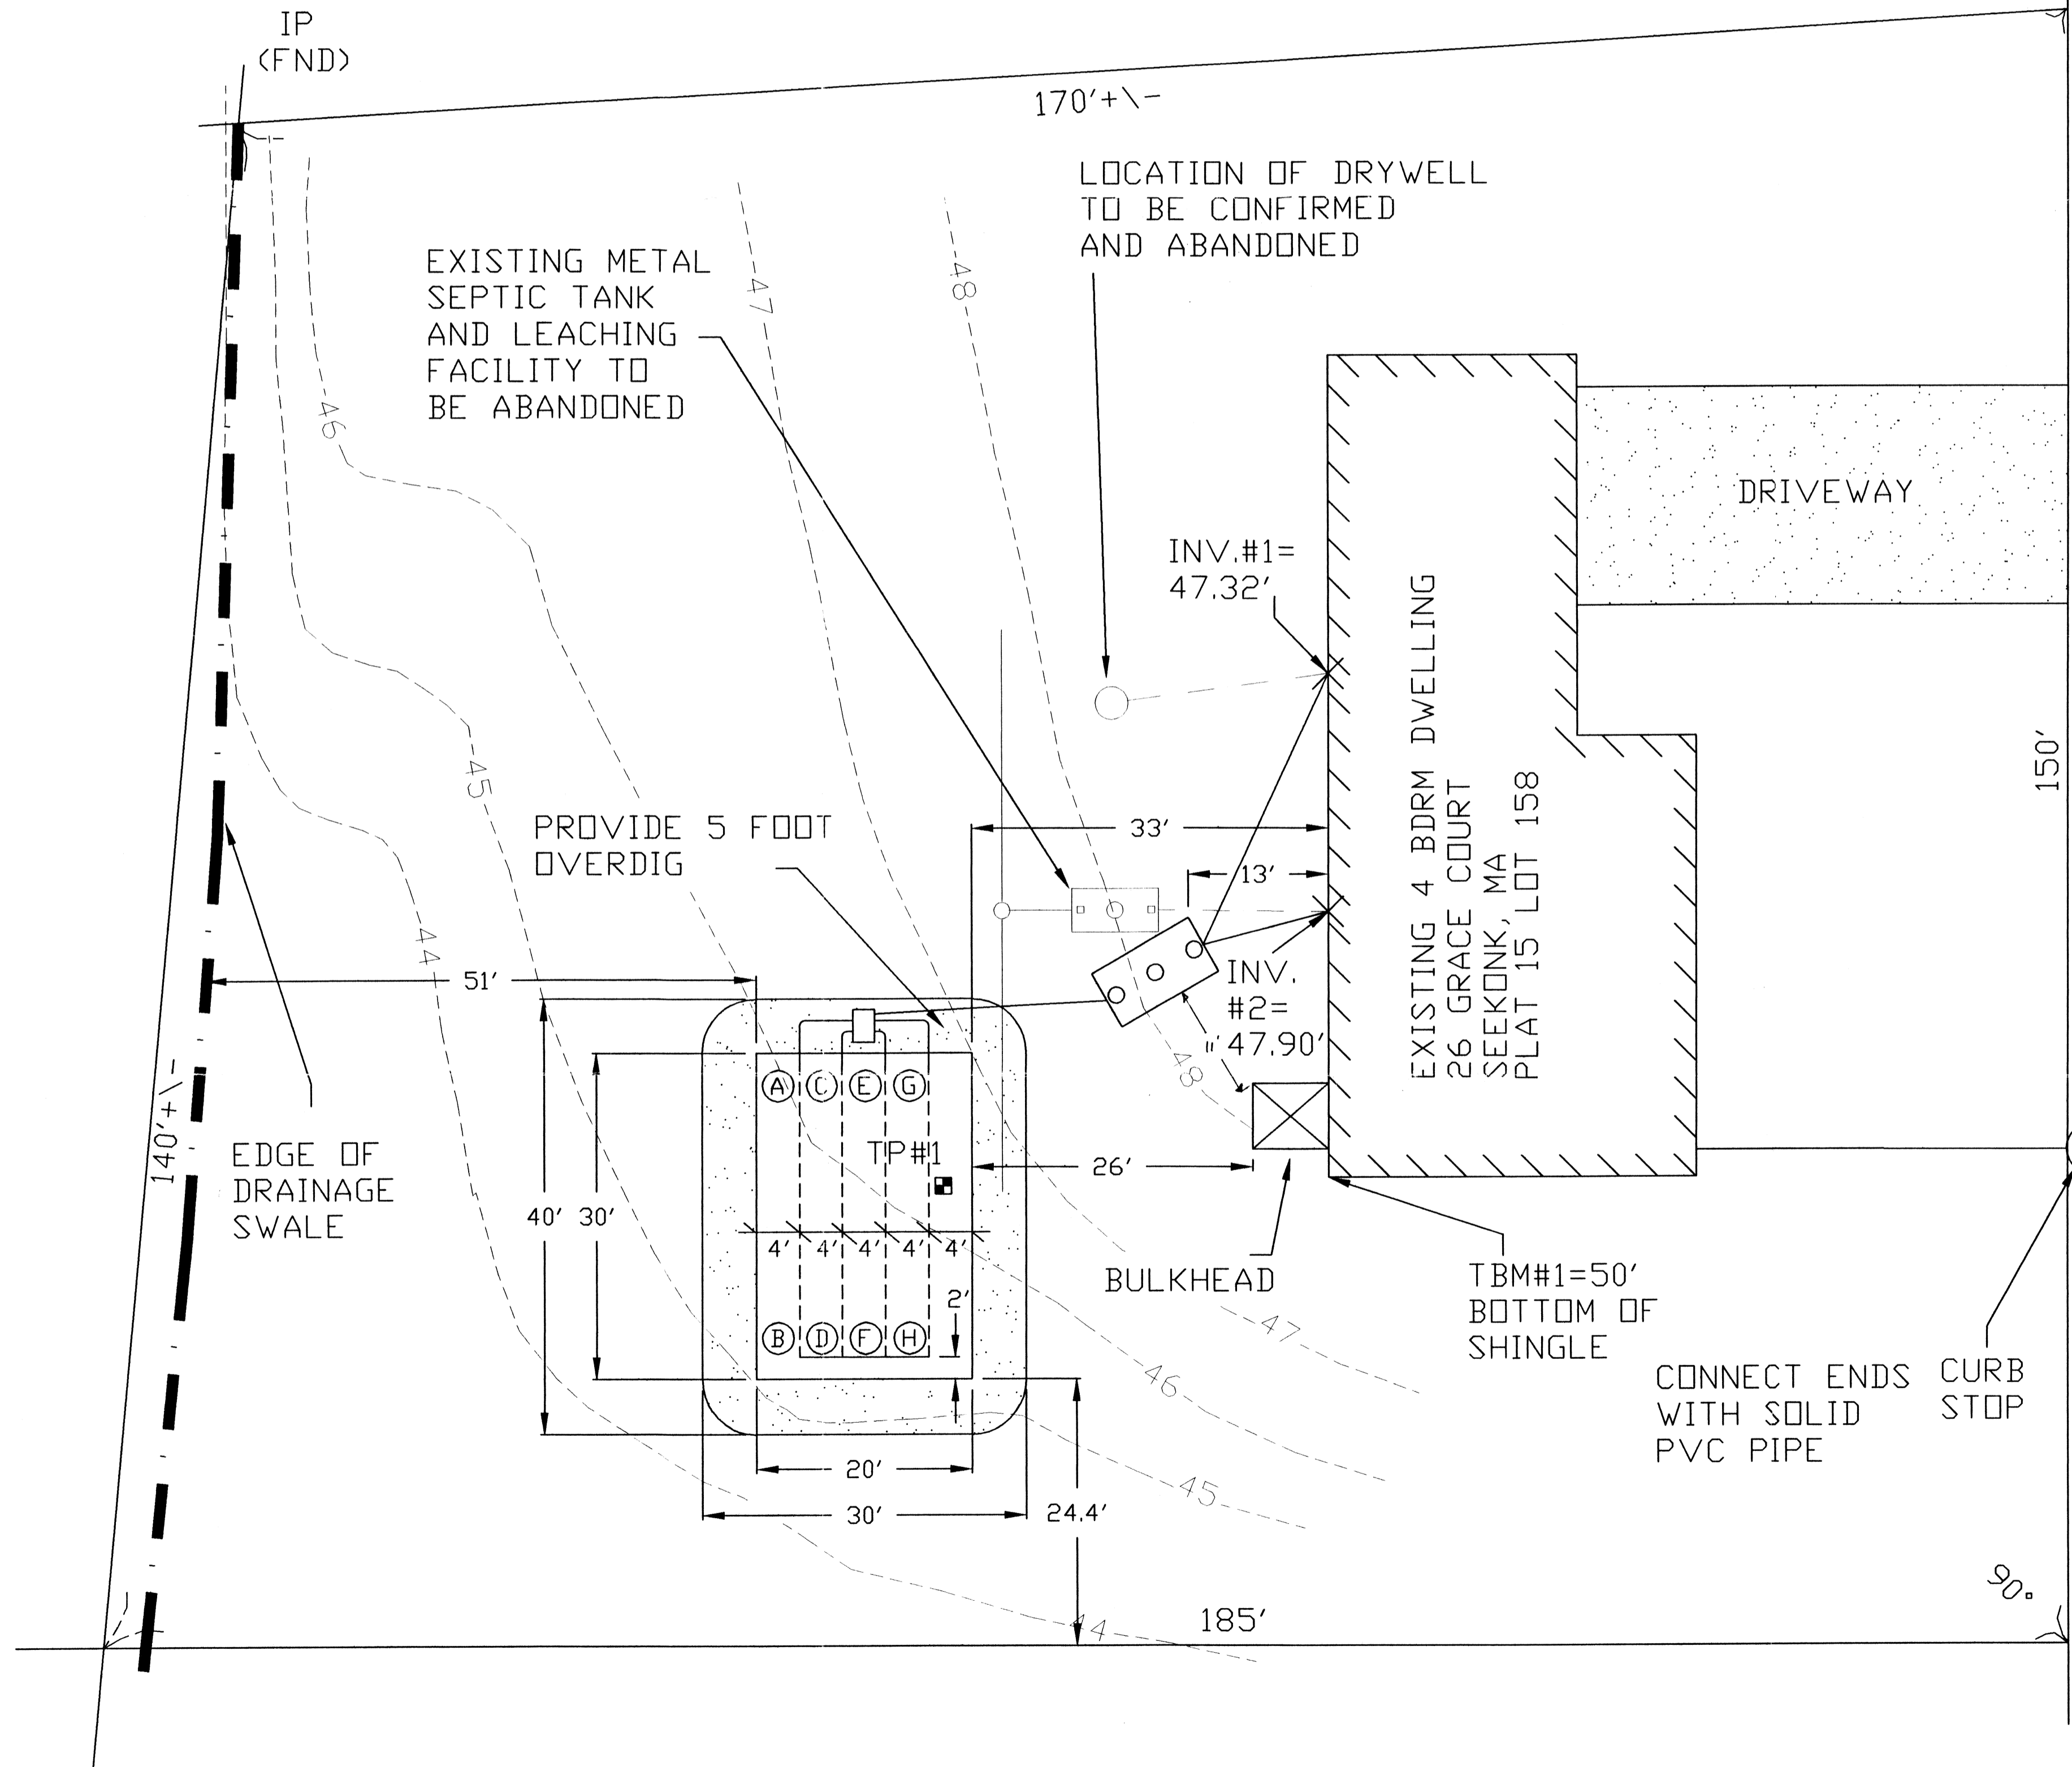 IP
(FND)
170'+\-
LOCATION OF DRYWELL
TO BE CONFIRMED
AND ABANDONED
EXISTING METAL
SEPTIC TANK
AND LEACHING
FACILITY TO
BE ABANDONED
47
48
46
DRIVEWAY
INV.#1=
47.32'
EXISTING 4 BDRM DWELLING
26 GRACE COURT
SEEKONK, MA
PLAT 15 LOT 158
150'
45
PROVIDE 5 FOOT
OVERDIG
33'
13'
44
51'
INV.
#2=
47.90'
48
140'+\-
EDGE OF
DRAINAGE
SWALE
A C E G
TP#1
26'
40' 30'
4' 4' 4' 4' 4'
BULKHEAD
TBM#1=50'
BOTTOM OF
SHINGLE
2'
B D F H
47
46
45
CONNECT ENDS
WITH SOLID
PVC PIPE
CURB
STOP
20'
30'
24.4'
44
185'
90°